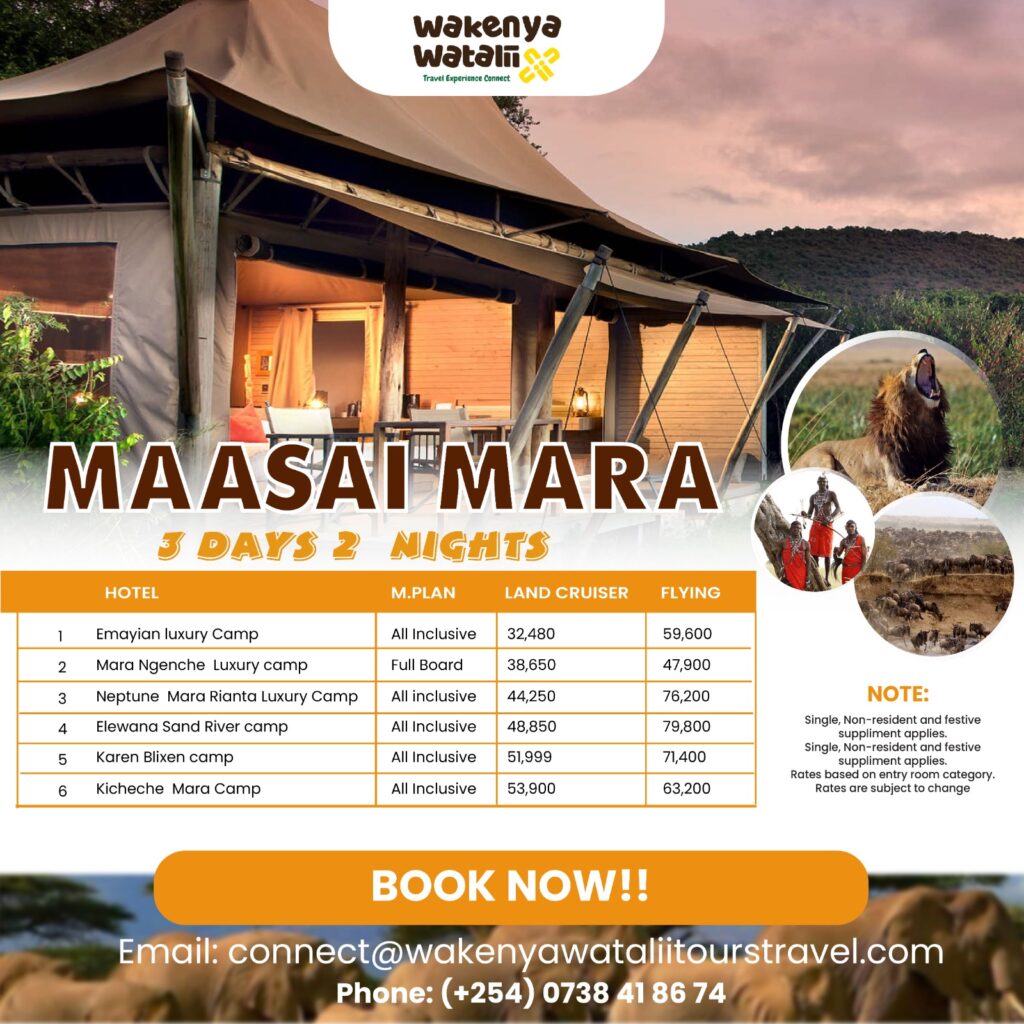 Wakenya
Watalii
Travel Experience Connect
MAASAI MARA
3 DAYS 2 NIGHTS
HOTEL M.PLAN LAND CRUISER FLYING
1 Emayian luxury Camp All Inclusive 32,480 59,600
2 Mara Ngenche Luxury camp Full Board 38,650 47,900
3 Neptune Mara Rianta Luxury Camp All inclusive 44,250 76,200
4 Elewana Sand River camp All Inclusive 48,850 79,800
5 Karen Blixen camp All Inclusive 51,999 71,400
6 Kicheche Mara Camp All Inclusive 53,900 63,200
NOTE:
Single, Non-resident and festive
suppliment applies.
Single, Non-resident and festive
suppliment applies.
Rates based on entry room category.
Rates are subject to change
BOOK NOW!!
Email: connect@wakenyawataliitourstravel.com
Phone: (+254) 0738 41 86 74